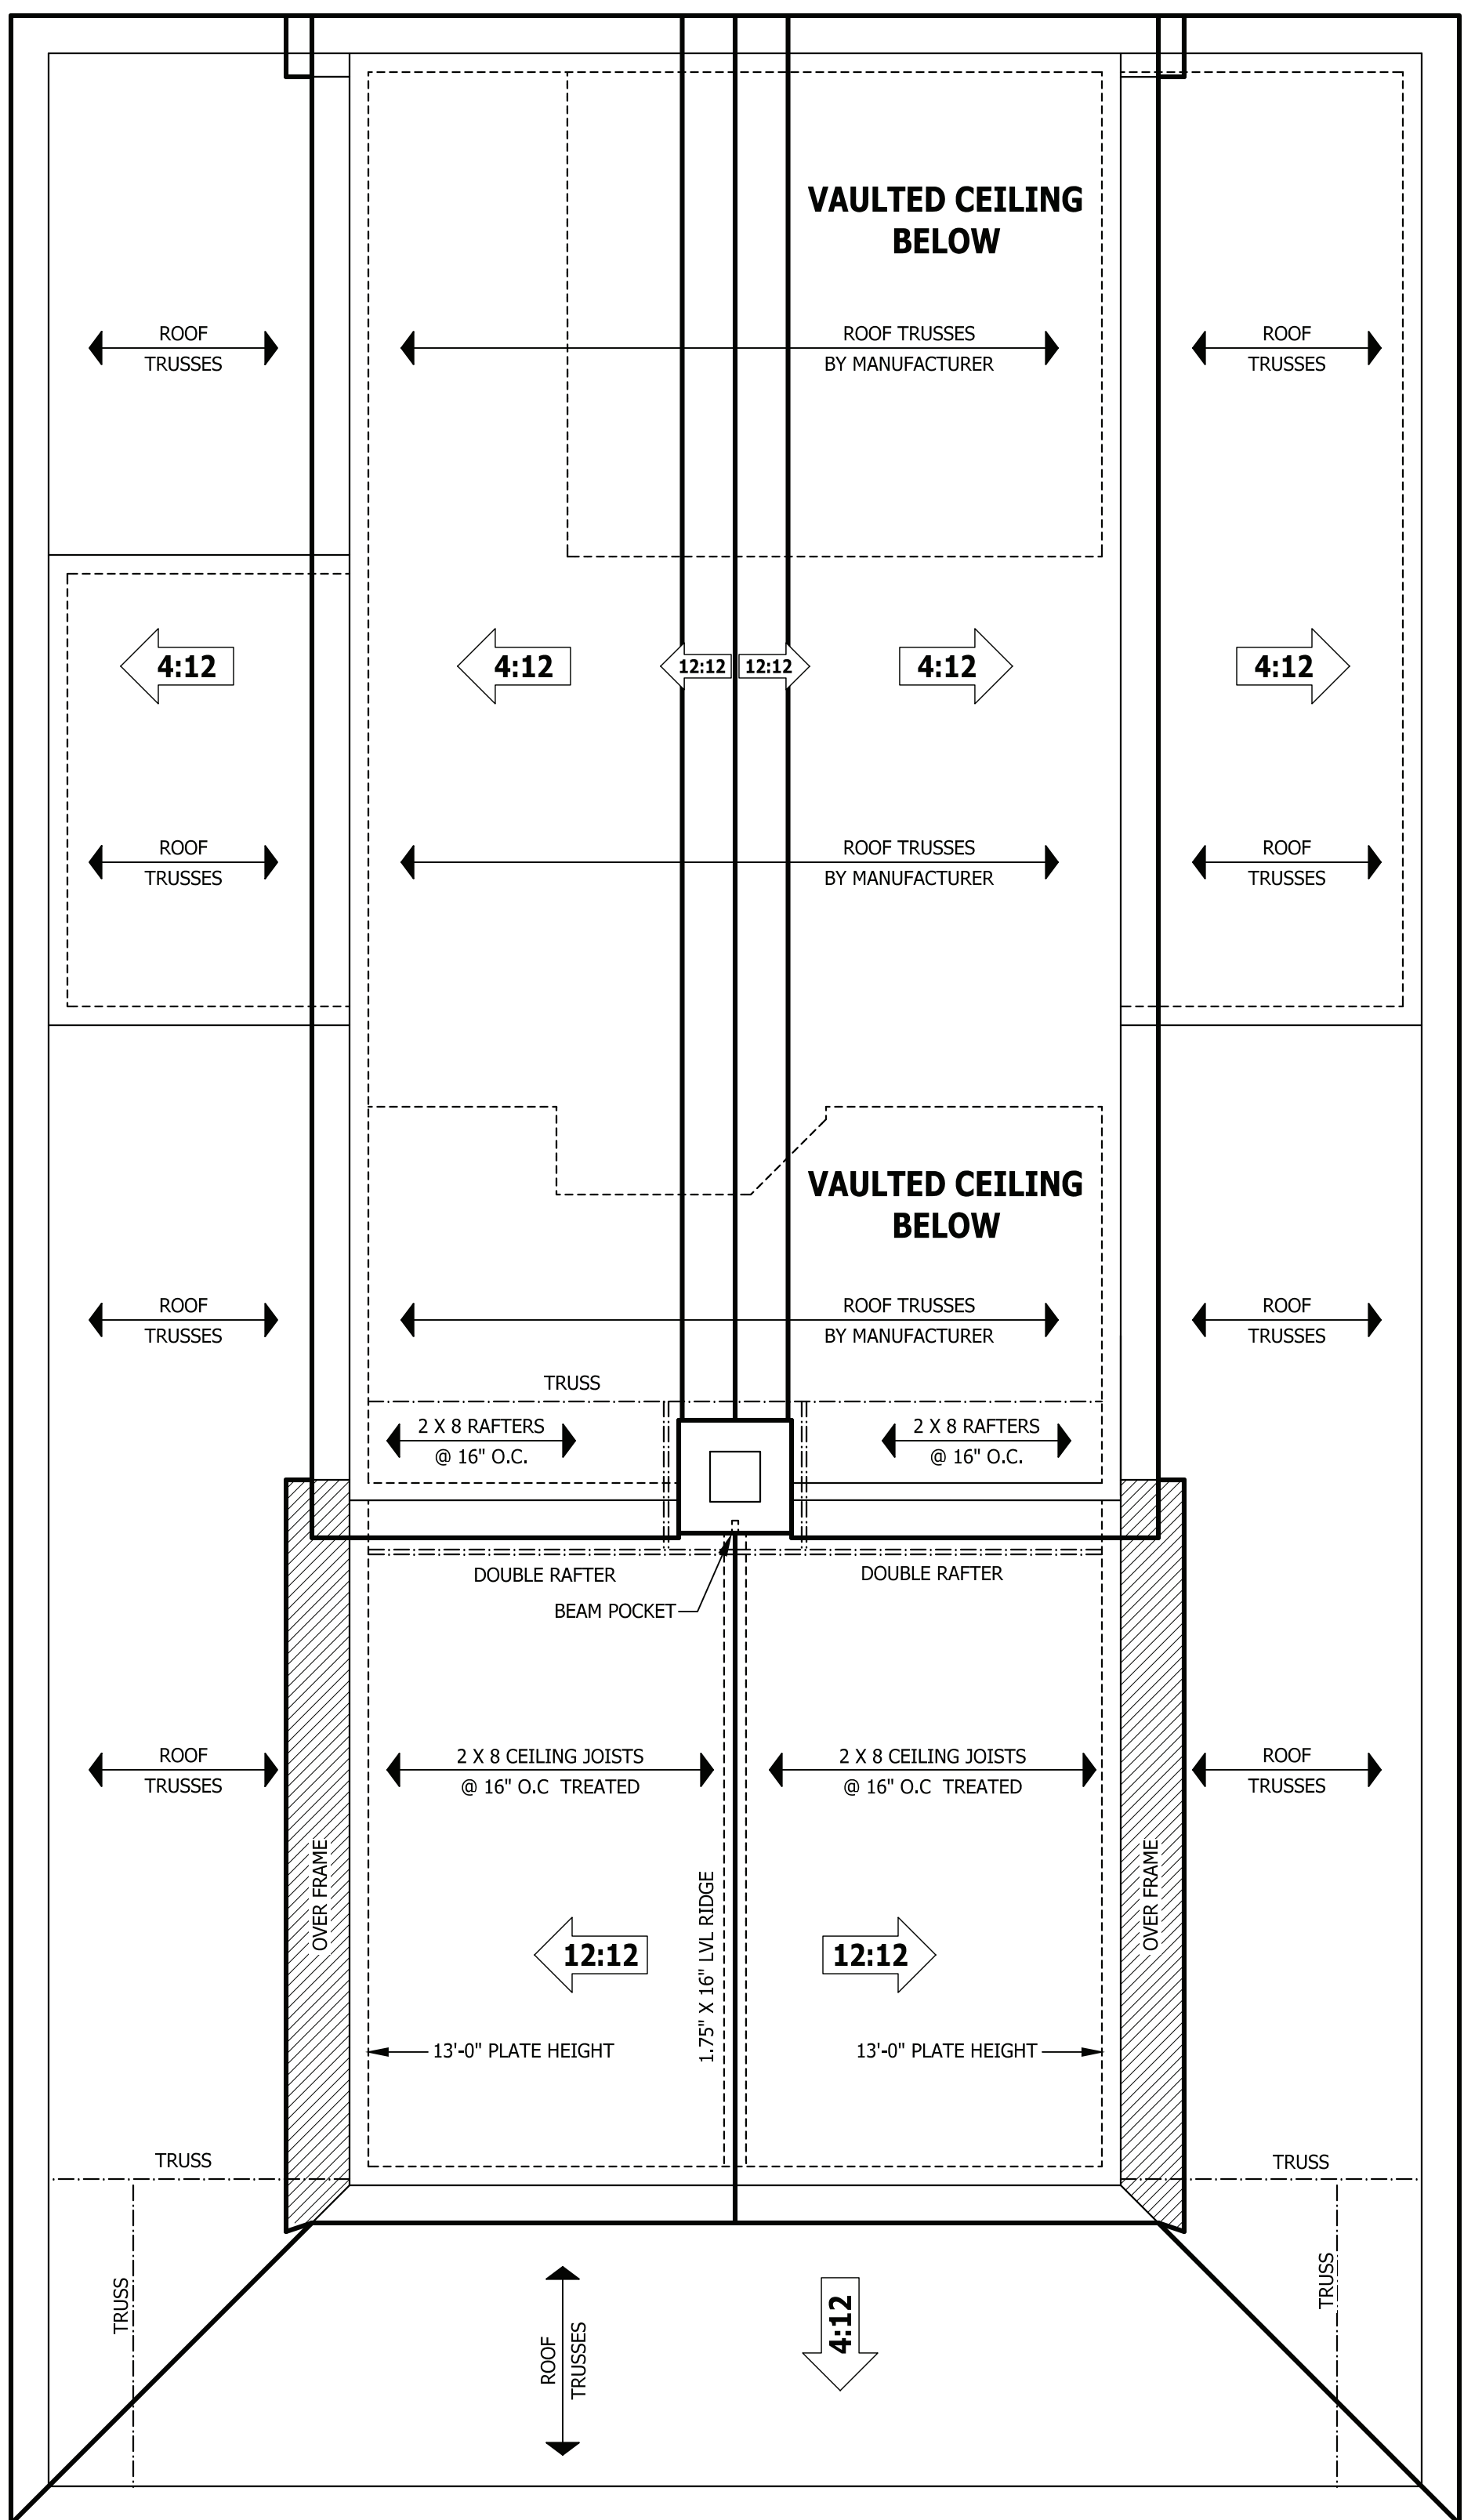 VAULTED CEILING
BELOW
ROOF
TRUSSES
ROOF TRUSSES
BY MANUFACTURER
ROOF
TRUSSES
4:12
4:12
12:12
12:12
4:12
4:12
ROOF
TRUSSES
ROOF TRUSSES
BY MANUFACTURER
ROOF
TRUSSES
VAULTED CEILING
BELOW
ROOF
TRUSSES
ROOF TRUSSES
BY MANUFACTURER
ROOF
TRUSSES
TRUSS
2 X 8 RAFTERS
@ 16" O.C.
2 X 8 RAFTERS
@ 16" O.C.
DOUBLE RAFTER
DOUBLE RAFTER
BEAM POCKET
ROOF
TRUSSES
2 X 8 CEILING JOISTS
@ 16" O.C TREATED
2 X 8 CEILING JOISTS
@ 16" O.C TREATED
ROOF
TRUSSES
OVER FRAME
1.75" X 16" LVL RIDGE
OVER FRAME
12:12
12:12
13'-0" PLATE HEIGHT
13'-0" PLATE HEIGHT
TRUSS
TRUSS
TRUSS
TRUSS
ROOF
TRUSSES
4:12